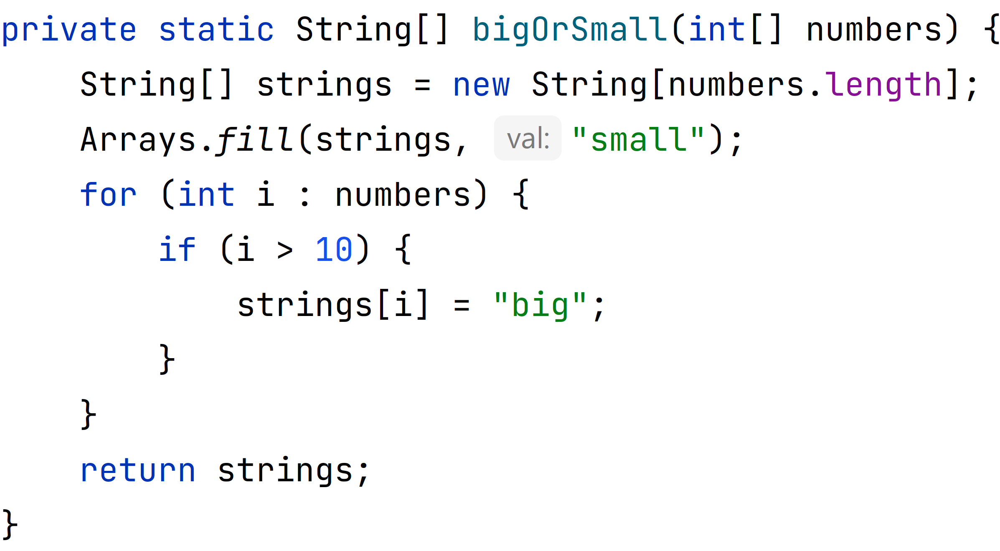 private static String[] bigOrSmall(int[] numbers) {
    String[] strings = new String[numbers.length];
    Arrays.fill(strings, val: "small");
    for (int i : numbers) {
        if (i > 10) {
            strings[i] = "big";
        }
    }
    return strings;
}